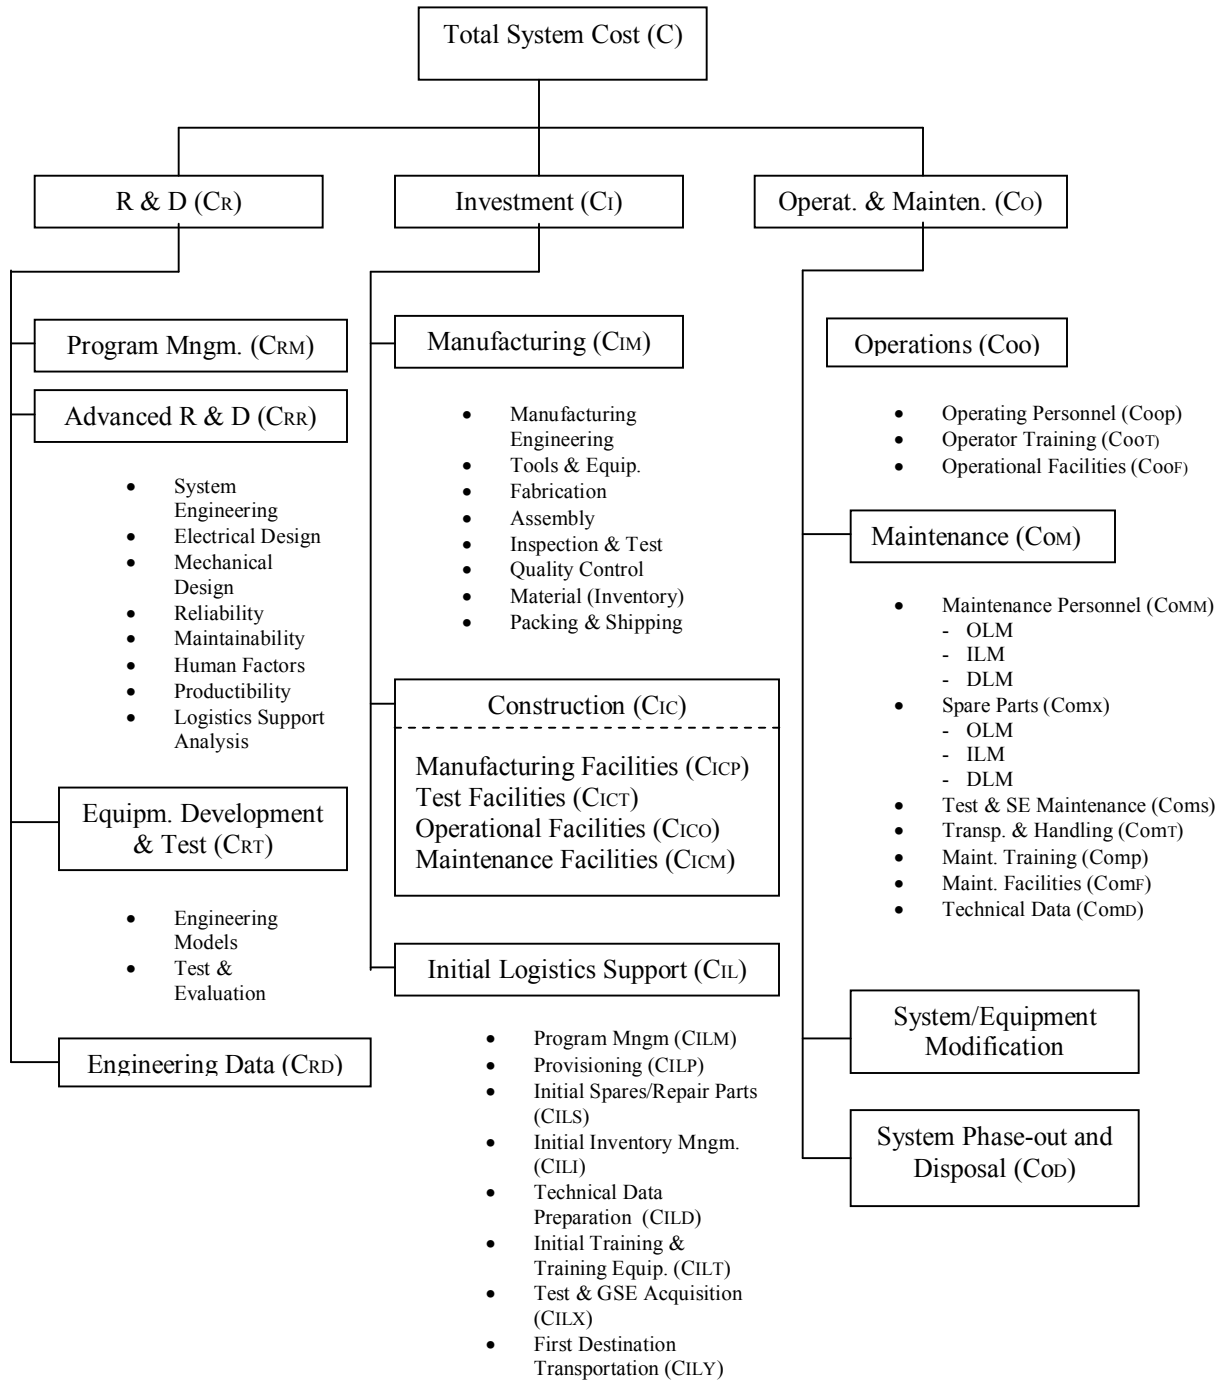 Total System Cost (C)
R & D (CR)
Investment (CI)
Operat. & Mainten. (CO)
Program Mngm. (CRM)
Advanced R & D (CRR)
• System
Engineering
• Electrical Design
• Mechanical
Design
• Reliability
• Maintainability
• Human Factors
• Productibility
• Logistics Support
Analysis
Equipm. Development
& Test (CRT)
• Engineering
Models
• Test &
Evaluation
Engineering Data (CRD)
Manufacturing (CIM)
• Manufacturing
Engineering
• Tools & Equip.
• Fabrication
• Assembly
• Inspection & Test
• Quality Control
• Material (Inventory)
• Packing & Shipping
Construction (CIC)
Manufacturing Facilities (CICP)
Test Facilities (CICT)
Operational Facilities (CICO)
Maintenance Facilities (CICM)
Initial Logistics Support (CIL)
• Program Mngm (CILM)
• Provisioning (CILP)
• Initial Spares/Repair Parts
(CILS)
• Initial Inventory Mngm.
(CILI)
• Technical Data
Preparation (CILD)
• Initial Training &
Training Equip. (CILT)
• Test & GSE Acquisition
(CILX)
• First Destination
Transportation (CILY)
Operations (Coo)
• Operating Personnel (Coop)
• Operator Training (CooT)
• Operational Facilities (CooF)
Maintenance (CoM)
• Maintenance Personnel (CoMM)
- OLM
- ILM
- DLM
• Spare Parts (Comx)
- OLM
- ILM
- DLM
• Test & SE Maintenance (Coms)
• Transp. & Handling (ComT)
• Maint. Training (Comp)
• Maint. Facilities (ComF)
• Technical Data (ComD)
System/Equipment
Modification
System Phase-out and
Disposal (CoD)